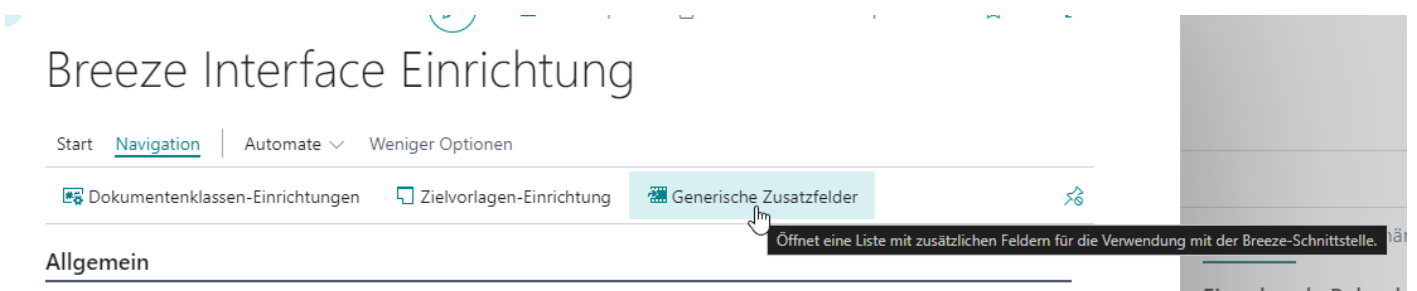 Breeze Interface Einrichtung
Start Navigation Automate Weniger Optionen
Dokumentenklassen-Einrichtungen Zielvorlagen-Einrichtung Generische Zusatzfelder
Öffnet eine Liste mit zusätzlichen Feldern für die Verwendung mit der Breeze-Schnittstelle.
Allgemein